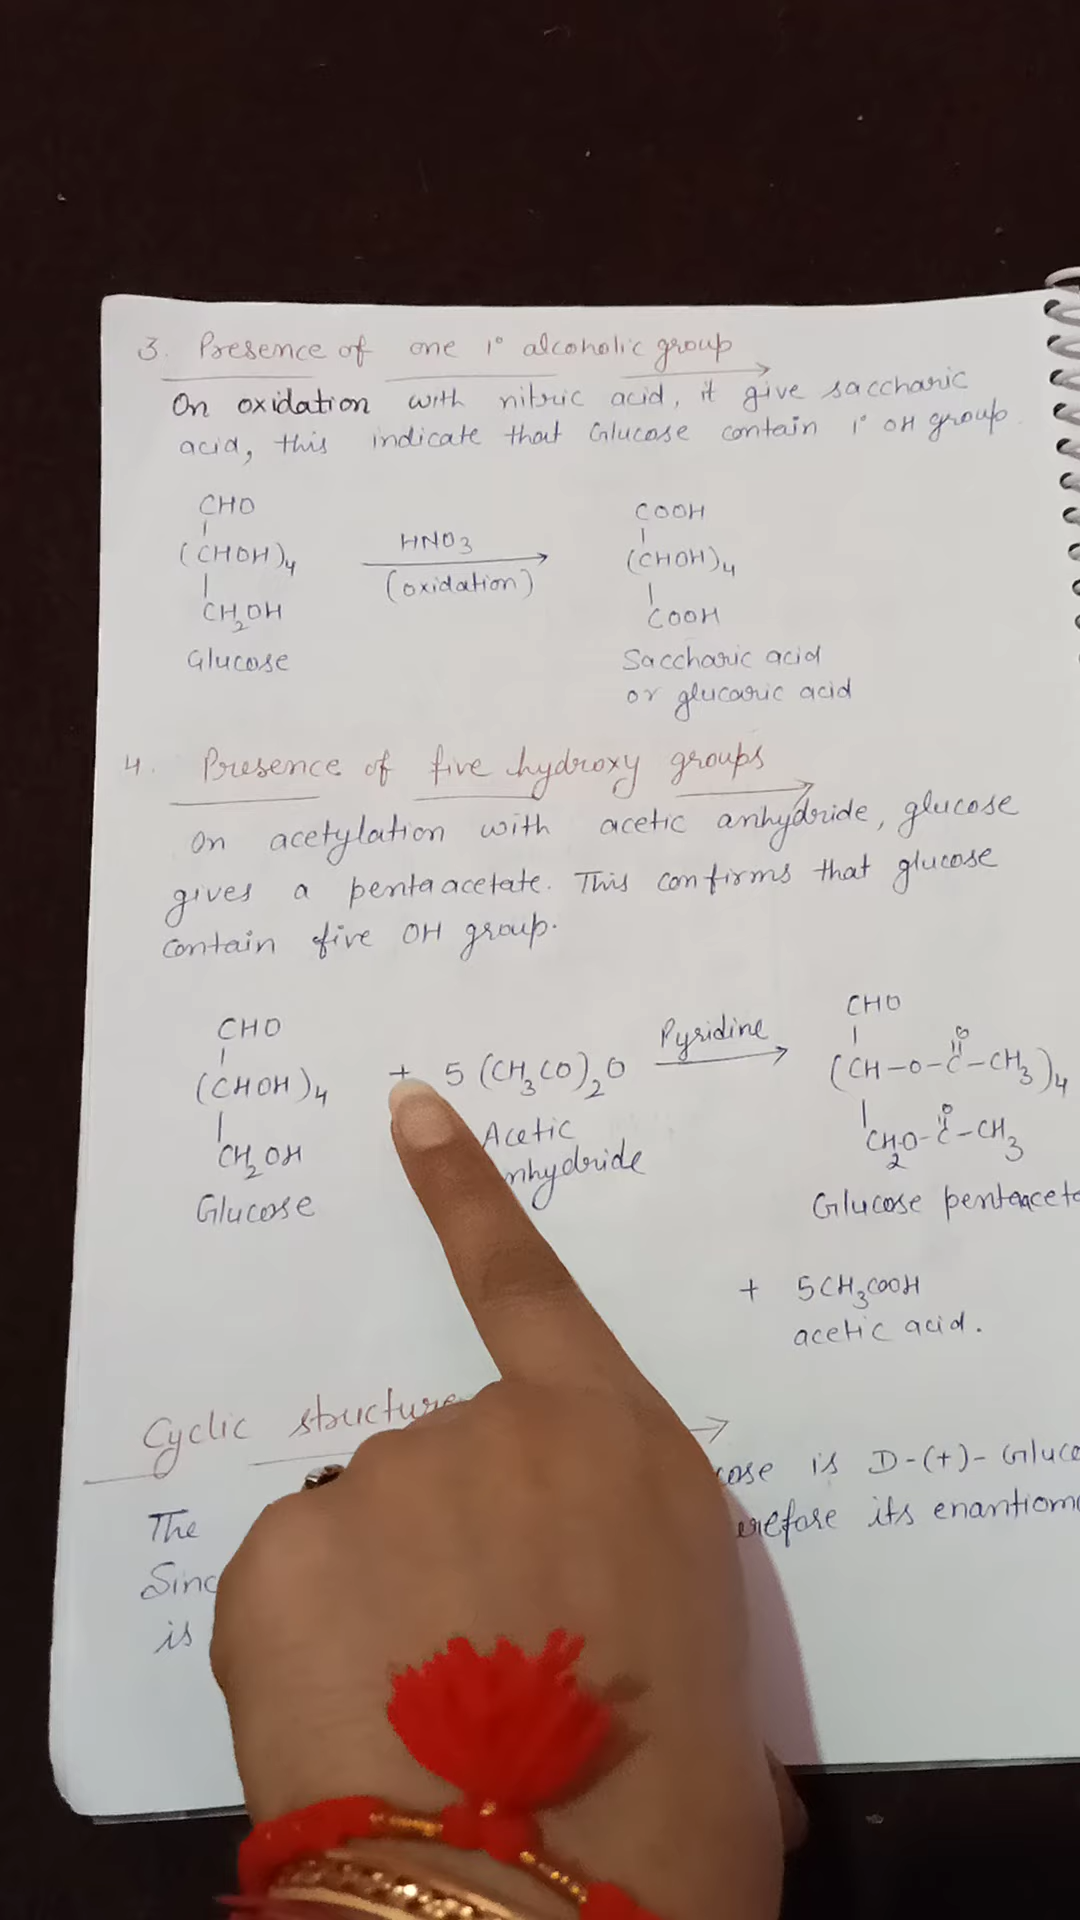 3. Presence of one 1° alcoholic group
On oxidation with nitric acid, it give saccharic
acid, this indicate that Glucose contain 1° OH group.
CHO
(CHOH)4
CH2OH
Glucose
HNO3
(oxidation)
COOH
(CHOH)4
COOH
Saccharic acid
or glucaric acid
4. Presence of five hydroxy groups
On acetylation with acetic anhydride, glucose
gives a pentaacetate. This confirms that glucose
contain five OH group.
CHO
(CHOH)4
CH2OH
Glucose
+ 5 (CH3CO)2O
Acetic
nhydride
Pyridine
CHO
(CH-O-C-CH3)4
O
CH2O-C-CH3
O
Glucose pentaacet
+ 5CH3COOH
acetic acid.
Cyclic structure
The cose is D-(+)- Gluco
Sinc erefore its enantiom
is